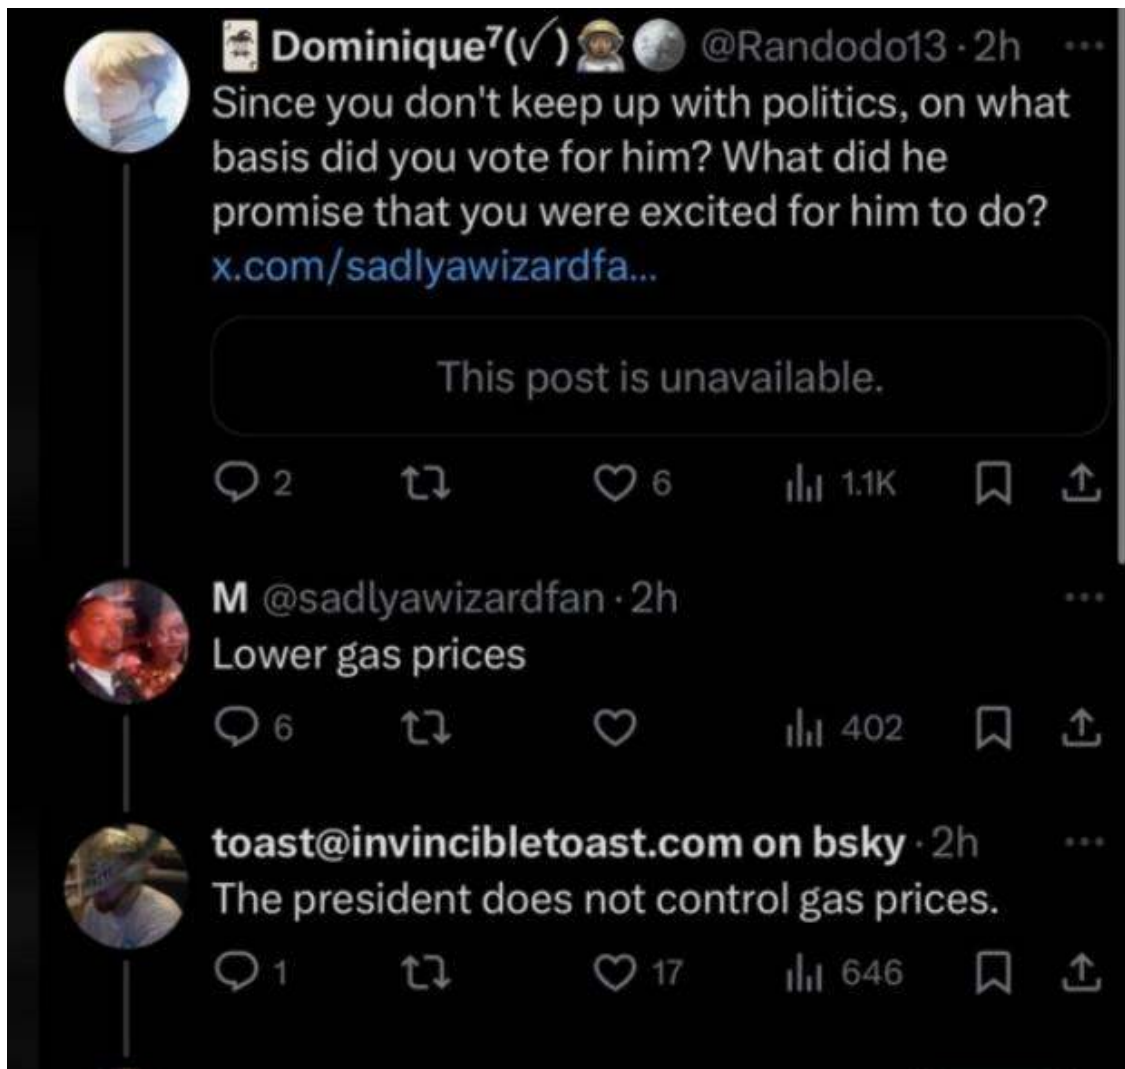 Dominique⁷(√) @Randodo13 · 2h
Since you don't keep up with politics, on what
basis did you vote for him? What did he
promise that you were excited for him to do?
x.com/sadlyawizardfa...
This post is unavailable.
2 6 1.1K
M @sadlyawizardfan · 2h
Lower gas prices
6 402
toast@invincibletoast.com on bsky · 2h
The president does not control gas prices.
1 17 646